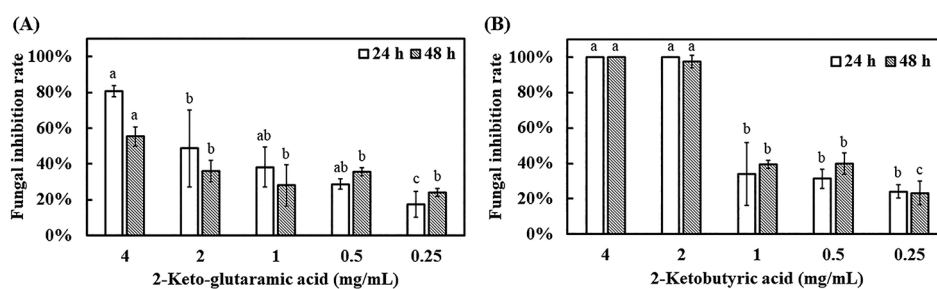 (A)
Fungal inhibition rate
100%
80%
60%
40%
20%
0%
24 h 48 h
a
a
b
b
ab
b
ab
b
c
b
4 2 1 0.5 0.25
2-Keto-glutaramic acid (mg/mL)
(B)
Fungal inhibition rate
100%
80%
60%
40%
20%
0%
24 h 48 h
a a a a
b
b
b
b
b
c
4 2 1 0.5 0.25
2-Ketobutyric acid (mg/mL)